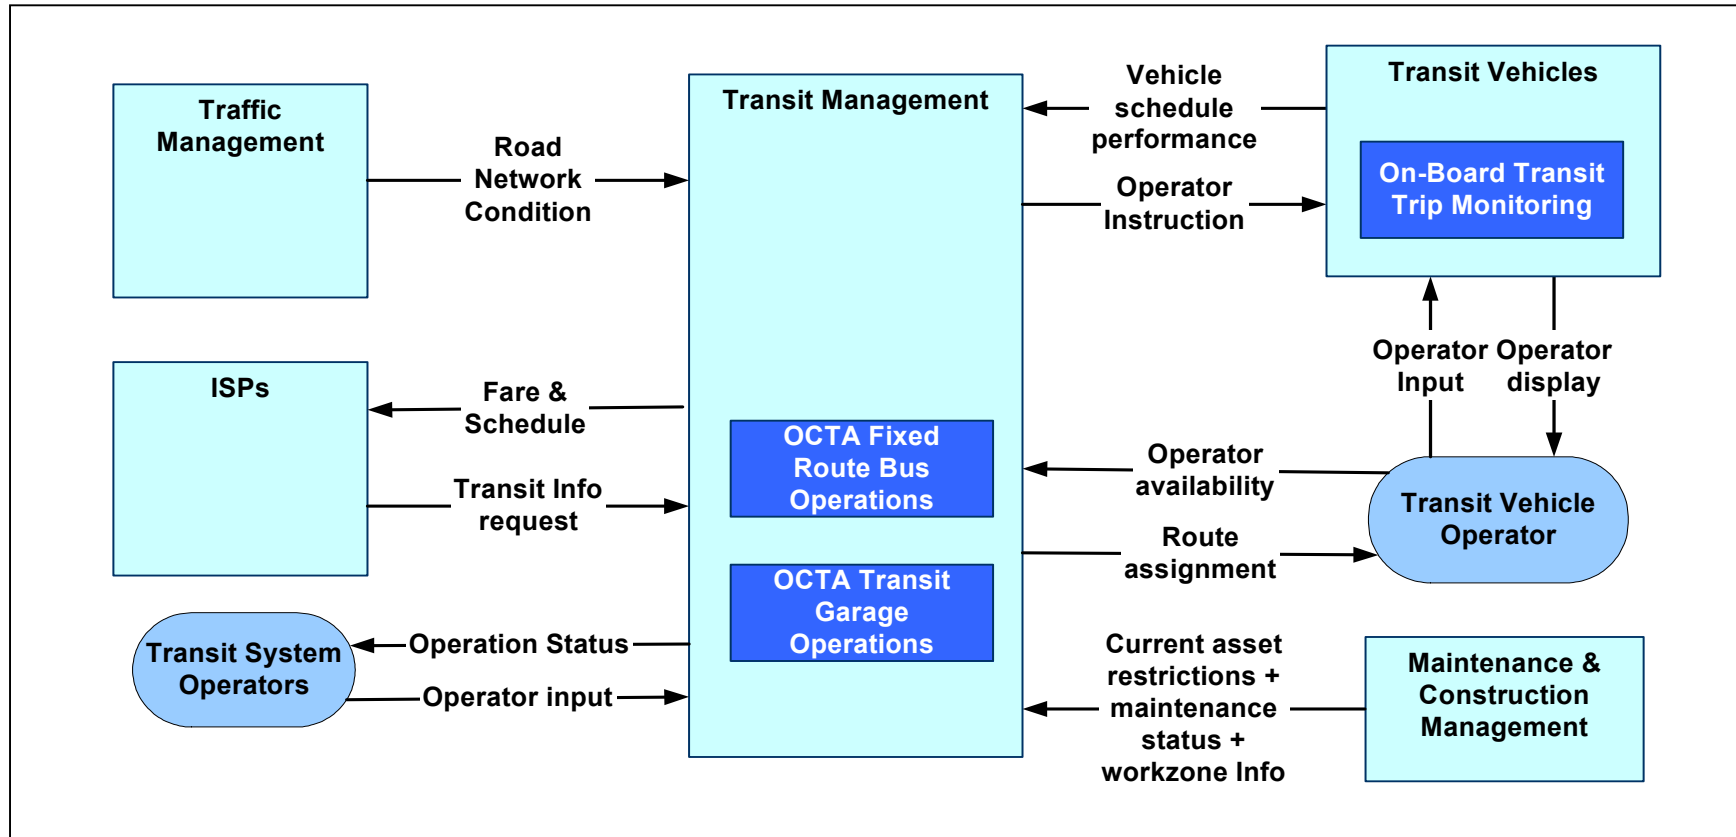 Traffic
Management
Road
Network
Condition
Transit Management
Vehicle
schedule
performance
Operator
Instruction
Transit Vehicles
On-Board Transit
Trip Monitoring
Operator
Input
Operator
display
ISPs
Fare &
Schedule
Transit Info
request
OCTA Fixed
Route Bus
Operations
OCTA Transit
Garage
Operations
Operator
availability
Route
assignment
Transit Vehicle
Operator
Transit System
Operators
Operation Status
Operator input
Current asset
restrictions +
maintenance
status +
workzone Info
Maintenance &
Construction
Management